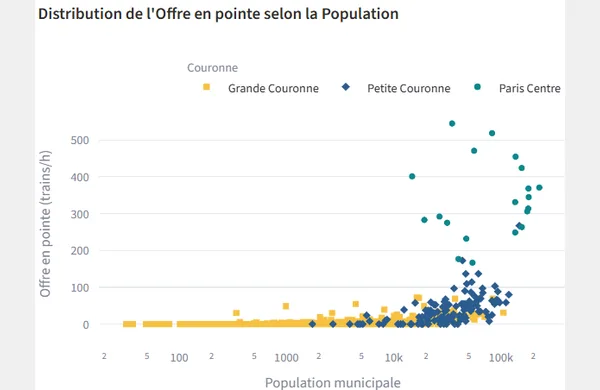 Distribution de l'Offre en pointe selon la Population
Couronne
Grande Couronne
Petite Couronne
Paris Centre
Offre en pointe (trains/h)
500
400
300
200
100
0
2
5
100
2
5
1000
2
5
10k
2
5
100k
2
Population municipale